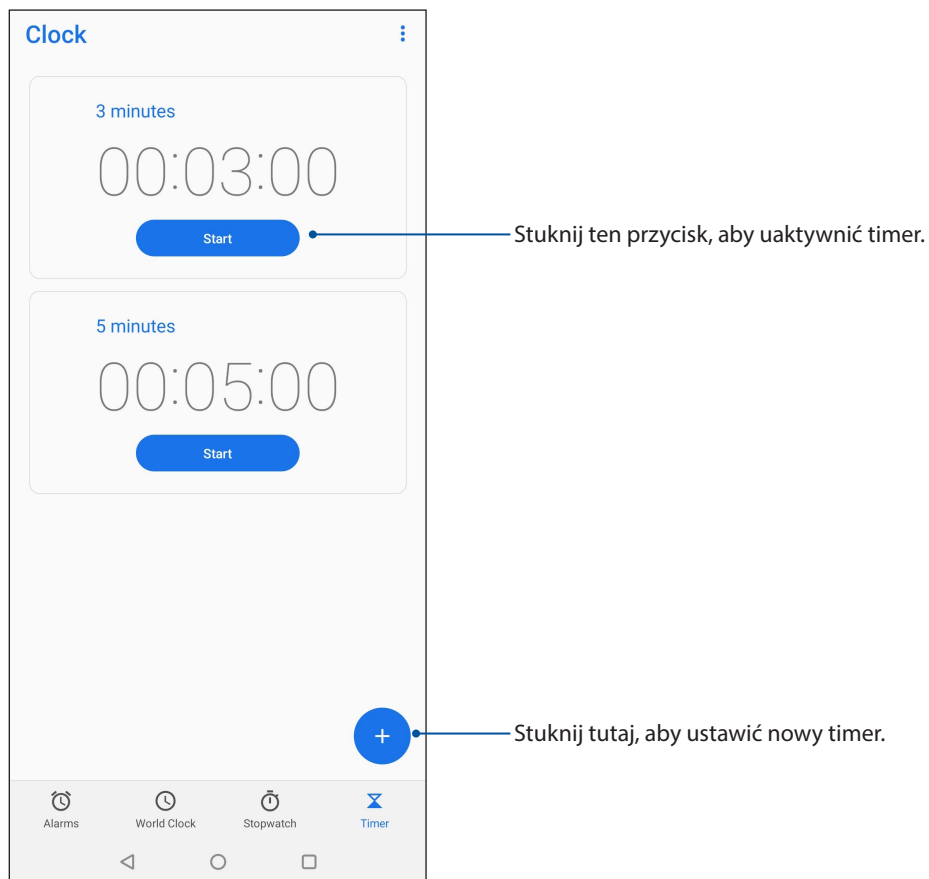 Clock
3 minutes
00:03:00
Start
Stuknij ten przycisk, aby uaktywnić timer.
5 minutes
00:05:00
Start
+
Stuknij tutaj, aby ustawić nowy timer.
Alarms World Clock Stopwatch Timer